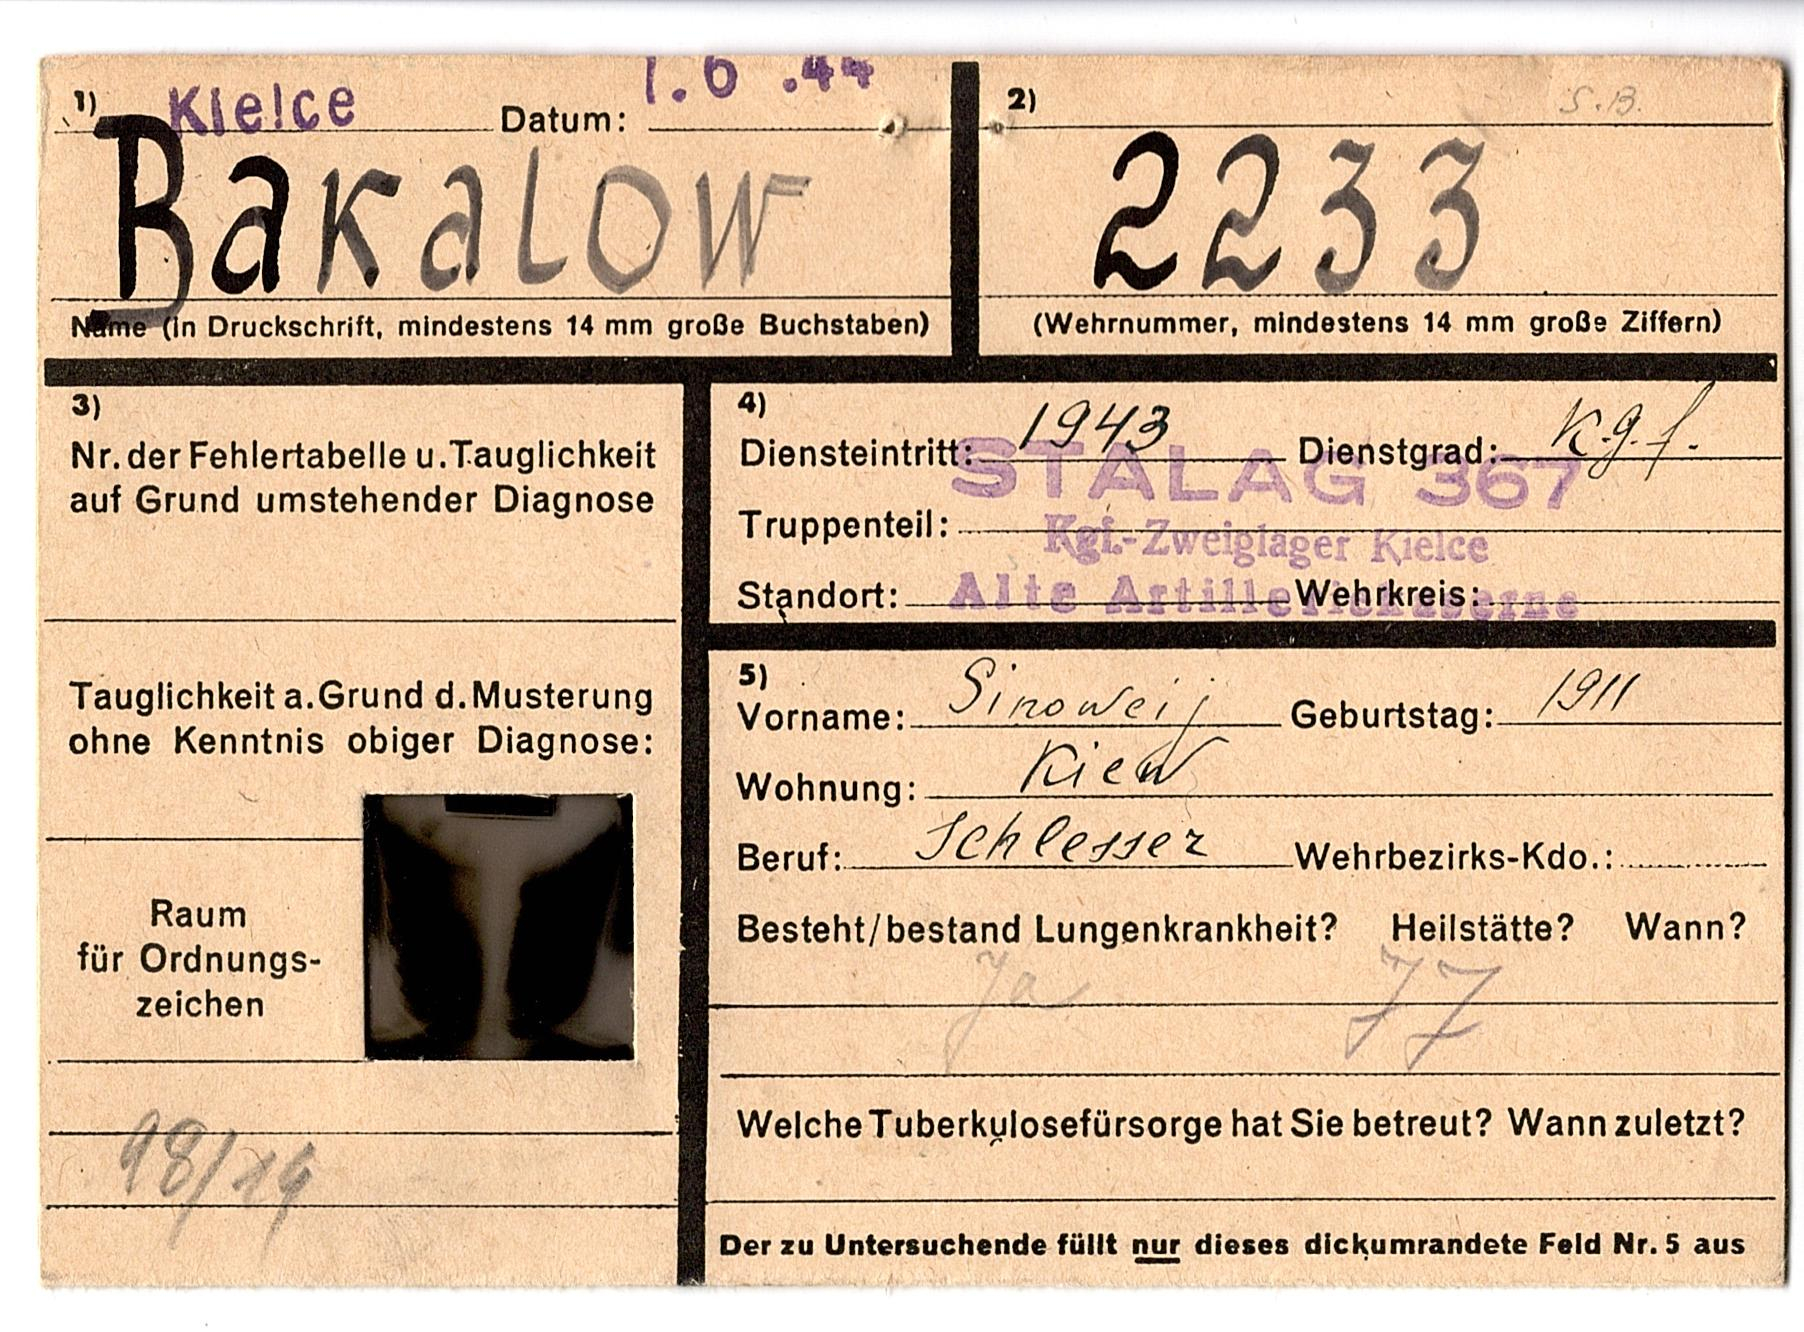 1) Kielce Datum: 1.6.44
Bakalow
Name (in Druckschrift, mindestens 14 mm große Buchstaben)
2) S.B.
2233
(Wehrnummer, mindestens 14 mm große Ziffern)
3)
Nr. der Fehlertabelle u. Tauglichkeit
auf Grund umstehender Diagnose
Tauglichkeit a. Grund d. Musterung
ohne Kenntnis obiger Diagnose:
Raum
für Ordnungs-
zeichen
98/14
4)
Diensteintritt: 1943 Dienstgrad: K.g.f.
STALAG 367
Truppenteil:
Kgf.-Zweiglager Kielce
Standort: Wehrkreis:
Alte Artilleriekaserne
5)
Vorname: Sinoweij Geburtstag: 1911
Wohnung: Kiew
Beruf: Schlesser Wehrbezirks-Kdo.:
Besteht/bestand Lungenkrankheit? Heilstätte? Wann?
Ja
Welche Tuberkulosefürsorge hat Sie betreut? Wann zuletzt?
Der zu Untersuchende füllt nur dieses dickumrandete Feld Nr. 5 aus